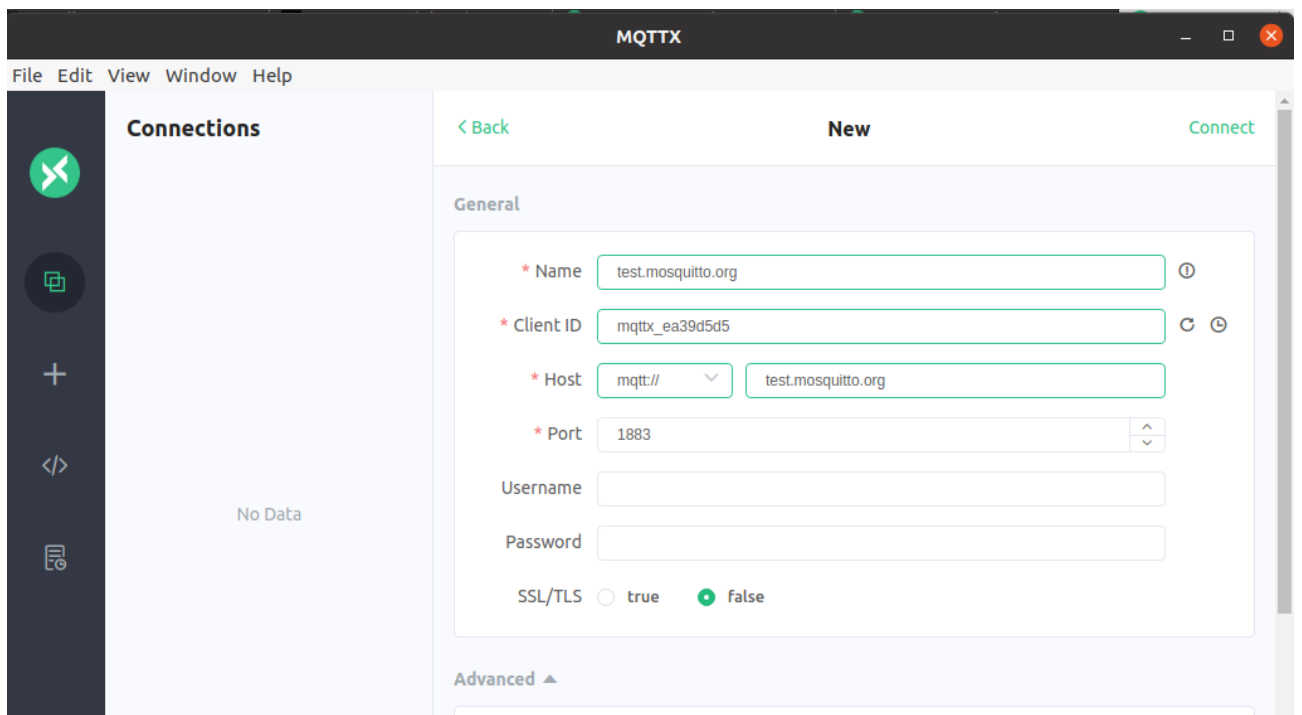 MQTTX
File Edit View Window Help
Connections
Back New Connect
General
* Name test.mosquitto.org
* Client ID mqttx_ea39d5d5
* Host mqtt:// test.mosquitto.org
* Port 1883
Username
No Data
Password
SSL/TLS true false
Advanced